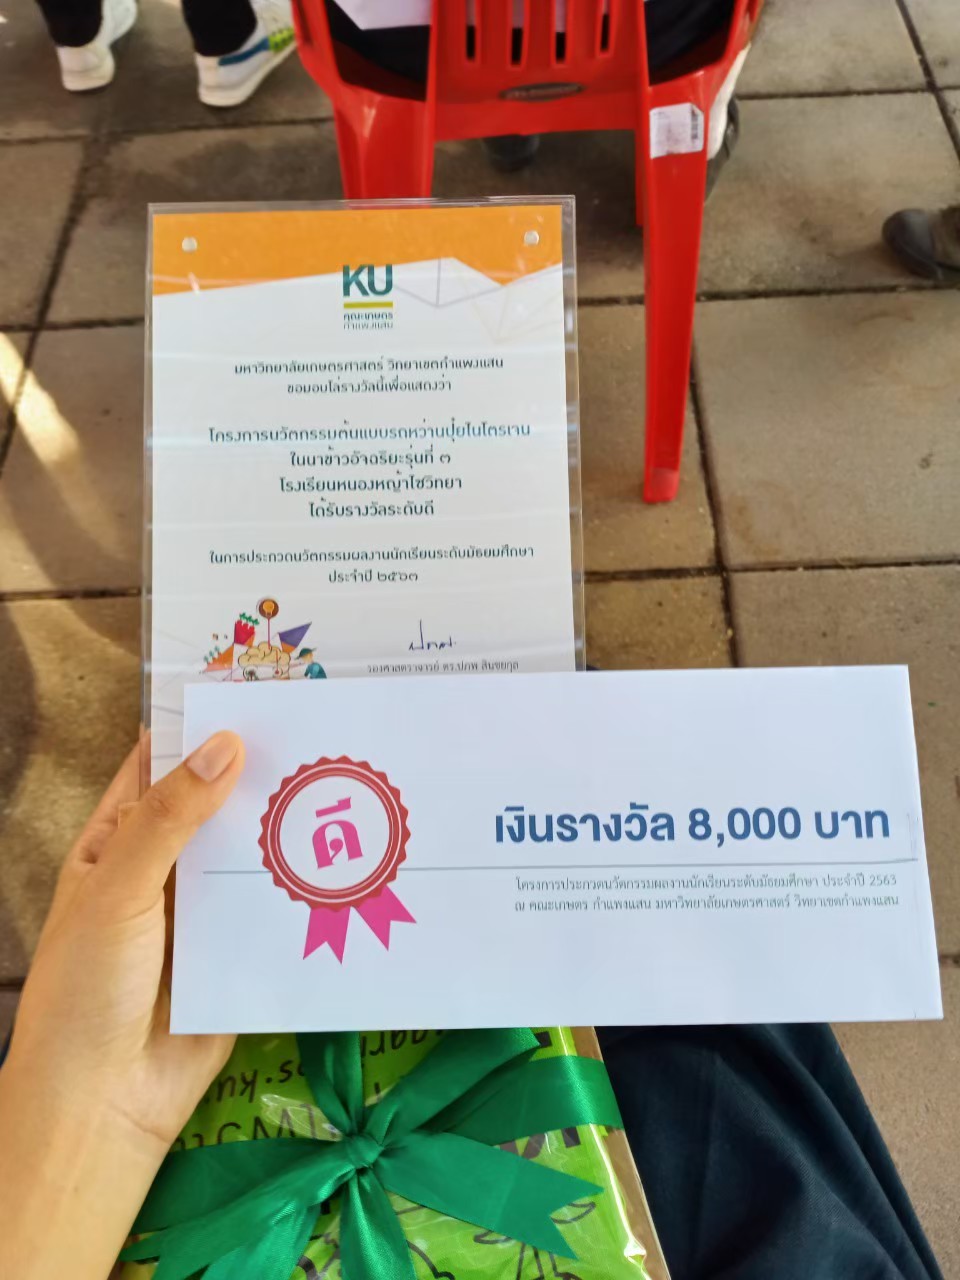 KU
คณะเกษตร
กำแพงแสน
มหาวิทยาลัยเกษตรศาสตร์ วิทยาเขตกำแพงแสน
ขอมอบโล่รางวัลนี้เพื่อแสดงว่า
โครงการนวัตกรรมต้นแบบรถหว่านปุ๋ยไนโตรเจน
ในนาข้าวอัจฉริยะรุ่นที่ ๓
โรงเรียนหนองหญ้าไซวิทยา
ได้รับรางวัลระดับดี
ในการประกวดนวัตกรรมผลงานนักเรียนระดับมัธยมศึกษา
ประจำปี ๒๕๖๓
รองศาสตราจารย์ ดร.ปภพ สินชยกุล
ดี
เงินรางวัล 8,000 บาท
โครงการประกวดนวัตกรรมผลงานนักเรียนระดับมัธยมศึกษา ประจำปี 2563
ณ คณะเกษตร กำแพงแสน มหาวิทยาลัยเกษตรศาสตร์ วิทยาเขตกำแพงแสน